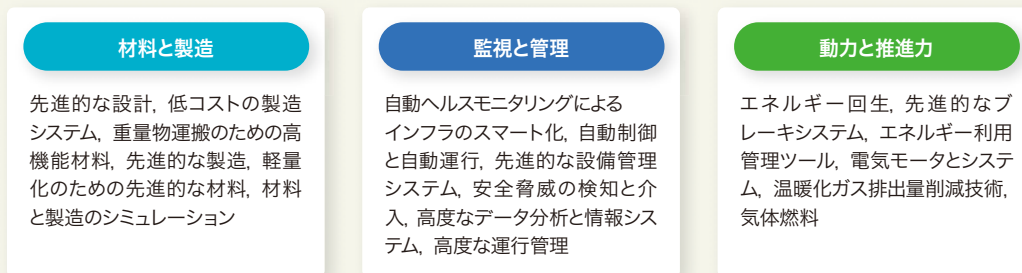 材料と製造
先進的な設計, 低コストの製造
システム, 重量物運搬のための高
機能材料, 先進的な製造, 軽量
化のための先進的な材料, 材料
と製造のシミュレーション
監視と管理
自動ヘルスモニタリングによる
インフラのスマート化, 自動制御
と自動運行, 先進的な設備管理
システム, 安全脅威の検知と介
入, 高度なデータ分析と情報シス
テム, 高度な運行管理
動力と推進力
エネルギー回生, 先進的なブ
レーキシステム, エネルギー利用
管理ツール, 電気モータとシステ
ム, 温暖化ガス排出量削減技術,
気体燃料